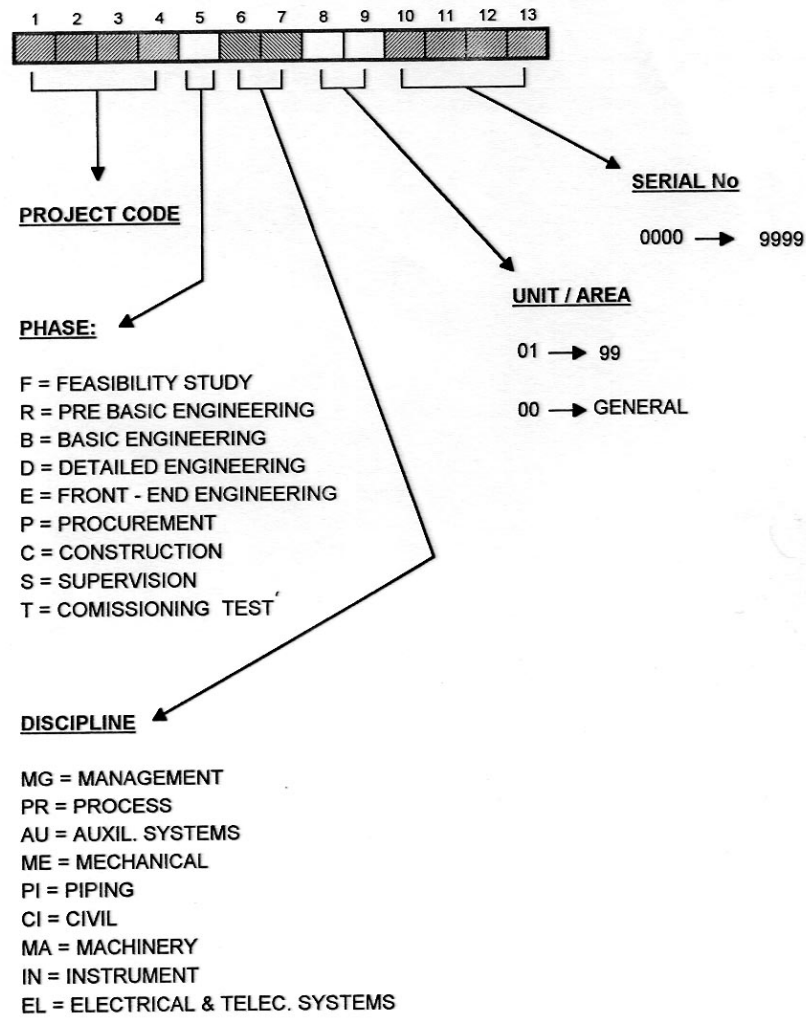 1 2 3 4 5 6 7 8 9 10 11 12 13
PROJECT CODE
SERIAL No
0000 → 9999
UNIT / AREA
01 → 99
00 → GENERAL
PHASE:
F = FEASIBILITY STUDY
R = PRE BASIC ENGINEERING
B = BASIC ENGINEERING
D = DETAILED ENGINEERING
E = FRONT - END ENGINEERING
P = PROCUREMENT
C = CONSTRUCTION
S = SUPERVISION
T = COMISSIONING TEST
DISCIPLINE
MG = MANAGEMENT
PR = PROCESS
AU = AUXIL. SYSTEMS
ME = MECHANICAL
PI = PIPING
CI = CIVIL
MA = MACHINERY
IN = INSTRUMENT
EL = ELECTRICAL & TELEC. SYSTEMS